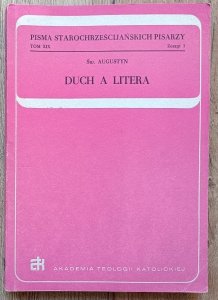 PISMA STAROCHRZEŚCIJAŃSKICH PISARZY
TOM XIX Zeszyt 3
Św. AUGUSTYN
DUCH A LITERA
atk AKADEMIA TEOLOGII KATOLICKIEJ